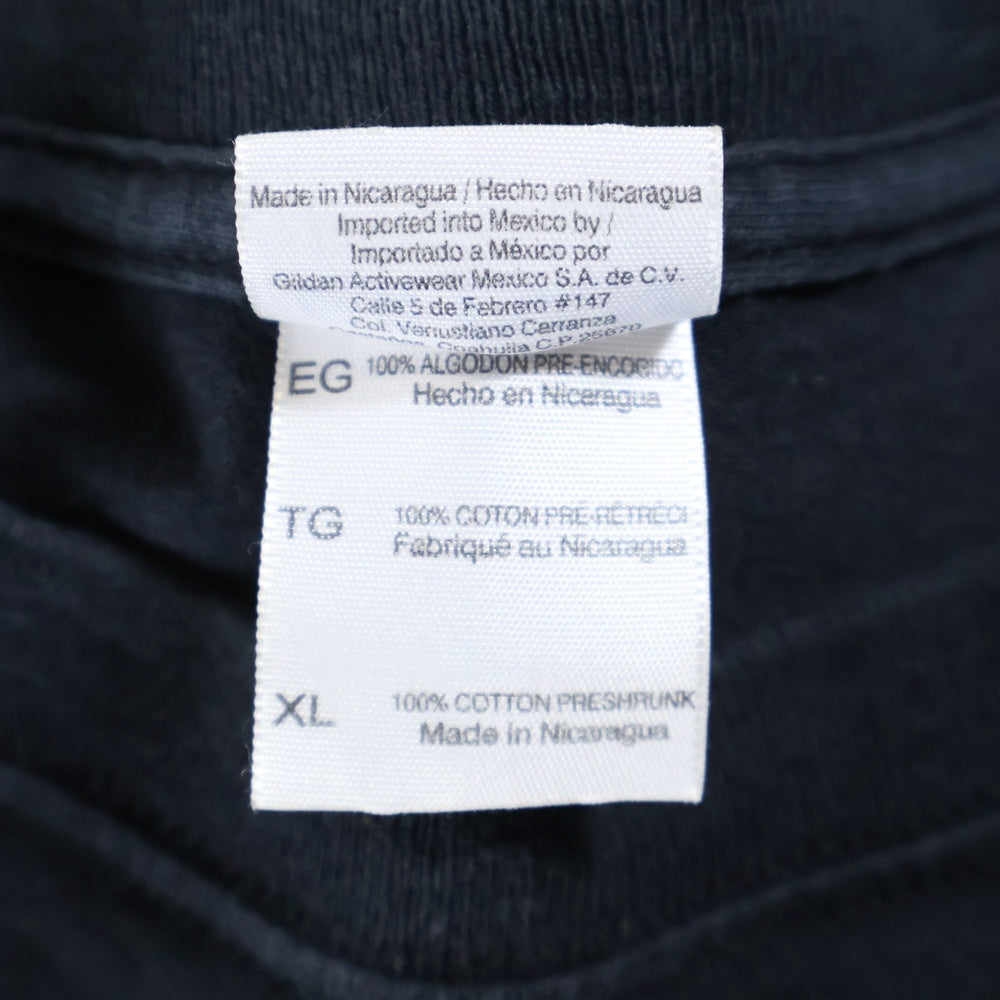 Made in Nicaragua / Hecho en Nicaragua
Imported into Mexico by /
Importado a México por
Gildan Activewear Mexico S.A. de C.V.
Calle 5 de Febrero #147
Col. Venustiano Carranza
Coahuila C.P.
EG 100% ALGODON PRE-ENCOGIDO
Hecho en Nicaragua
TG 100% COTON PRÉ-RÉTRÉCI
Fabriqué au Nicaragua
XL 100% COTTON PRESHRUNK
Made in Nicaragua